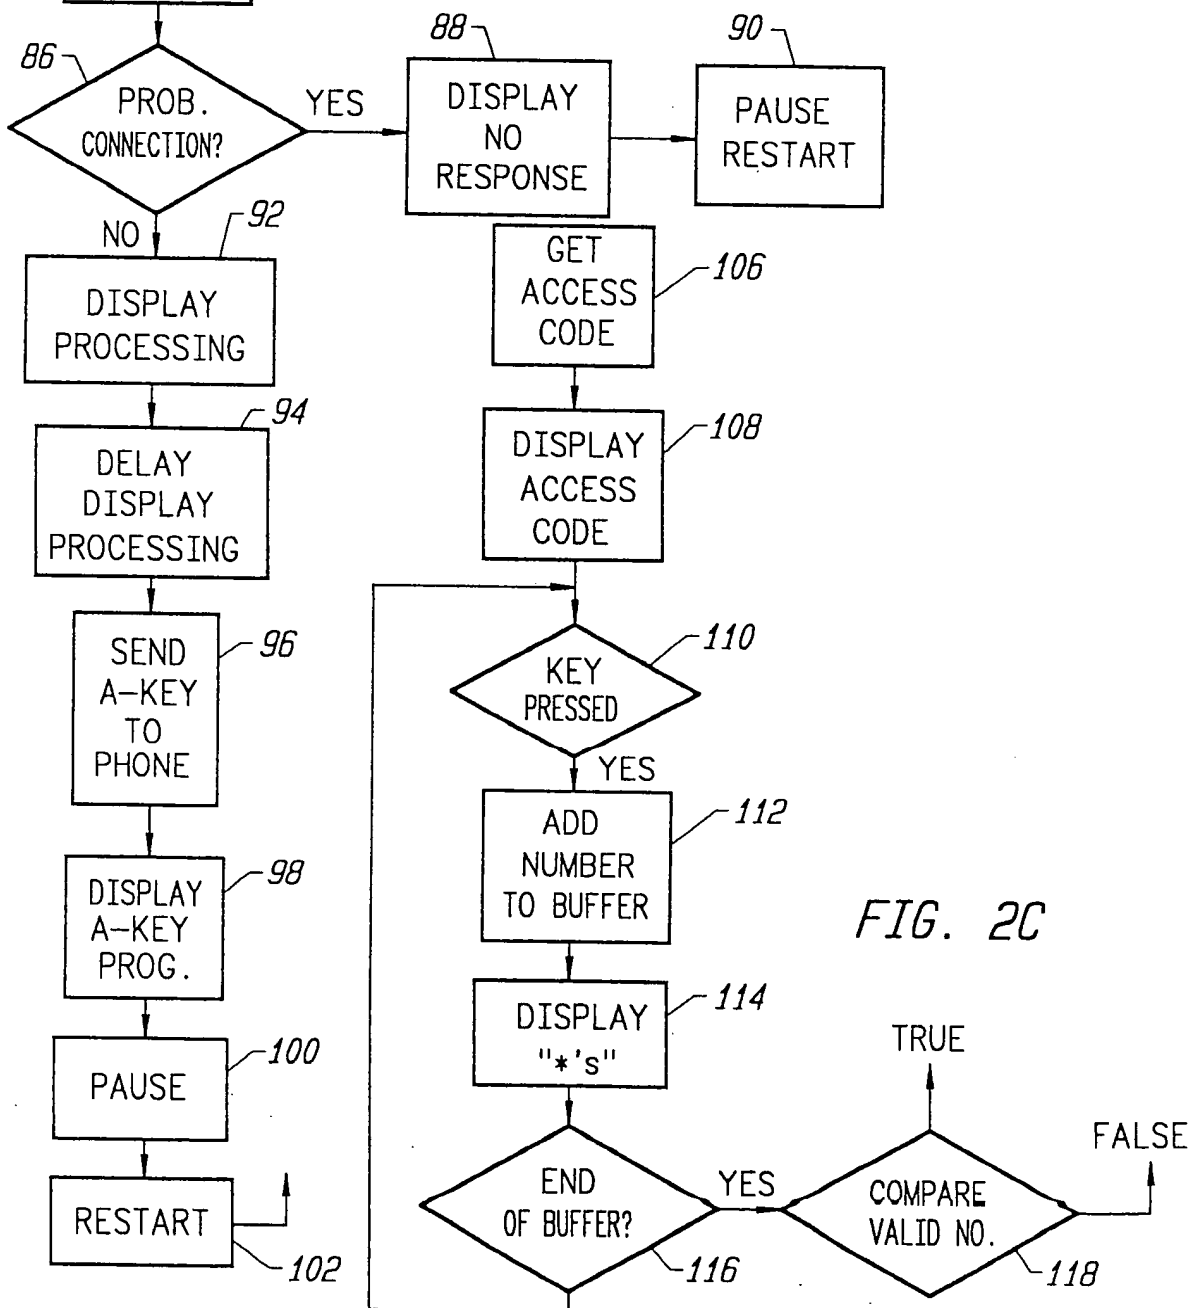 86
PROB.
CONNECTION?
YES
88
DISPLAY
NO
RESPONSE
90
PAUSE
RESTART
NO
92
DISPLAY
PROCESSING
94
DELAY
DISPLAY
PROCESSING
96
SEND
A-KEY
TO
PHONE
98
DISPLAY
A-KEY
PROG.
100
PAUSE
RESTART
102
GET
ACCESS
CODE
106
DISPLAY
ACCESS
CODE
108
KEY
PRESSED
110
YES
ADD
NUMBER
TO BUFFER
112
DISPLAY
"*'s"
114
END
OF BUFFER?
116
YES
COMPARE
VALID NO.
118
TRUE
FALSE
FIG. 2C